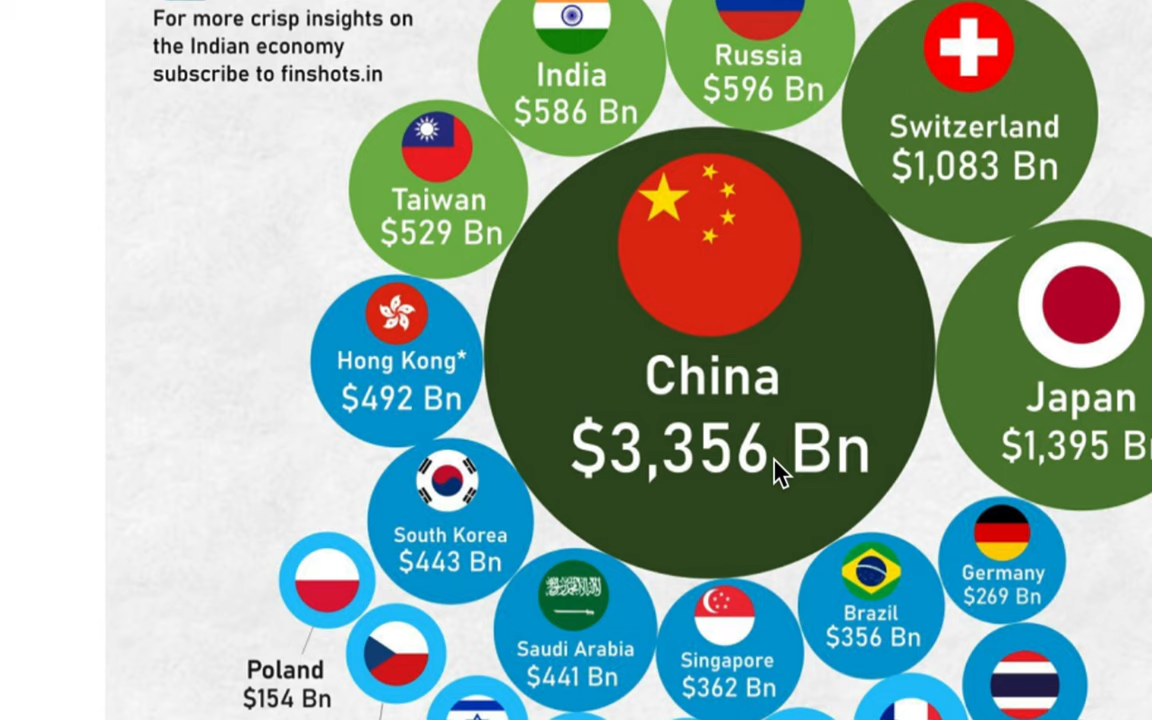 For more crisp insights on
the Indian economy
subscribe to finshots.in
India
$586 Bn
Russia
$596 Bn
Switzerland
$1,083 Bn
Taiwan
$529 Bn
China
$3,356 Bn
Hong Kong*
$492 Bn
Japan
$1,395 B
South Korea
$443 Bn
Saudi Arabia
$441 Bn
Singapore
$362 Bn
Brazil
$356 Bn
Germany
$269 Bn
Poland
$154 Bn